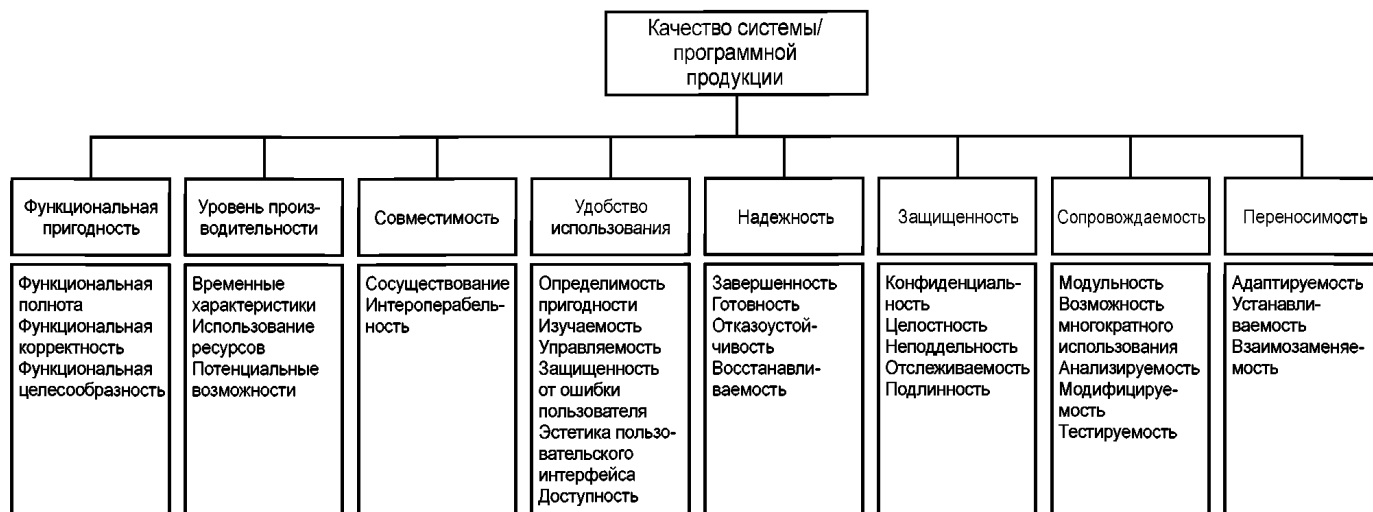 Качество системы/
программной
продукции
Функциональная
пригодность
Уровень произ-
водительности
Совместимость
Удобство
использования
Надежность
Защищенность
Сопровождаемость
Переносимость
Функциональная
полнота
Функциональная
корректность
Функциональная
целесообразность
Временные
характеристики
Использование
ресурсов
Потенциальные
возможности
Сосуществование
Интероперабель-
ность
Определимость
пригодности
Изучаемость
Управляемость
Защищенность
от ошибки
пользователя
Эстетика пользо-
вательского
интерфейса
Доступность
Завершенность
Готовность
Отказоустой-
чивость
Восстанавли-
ваемость
Конфиденциаль-
ность
Целостность
Неподдельность
Отслеживаемость
Подлинность
Модульность
Возможность
многократного
использования
Анализируемость
Модифицируе-
мость
Тестируемость
Адаптируемость
Устанавли-
ваемость
Взаимозаменяе-
мость